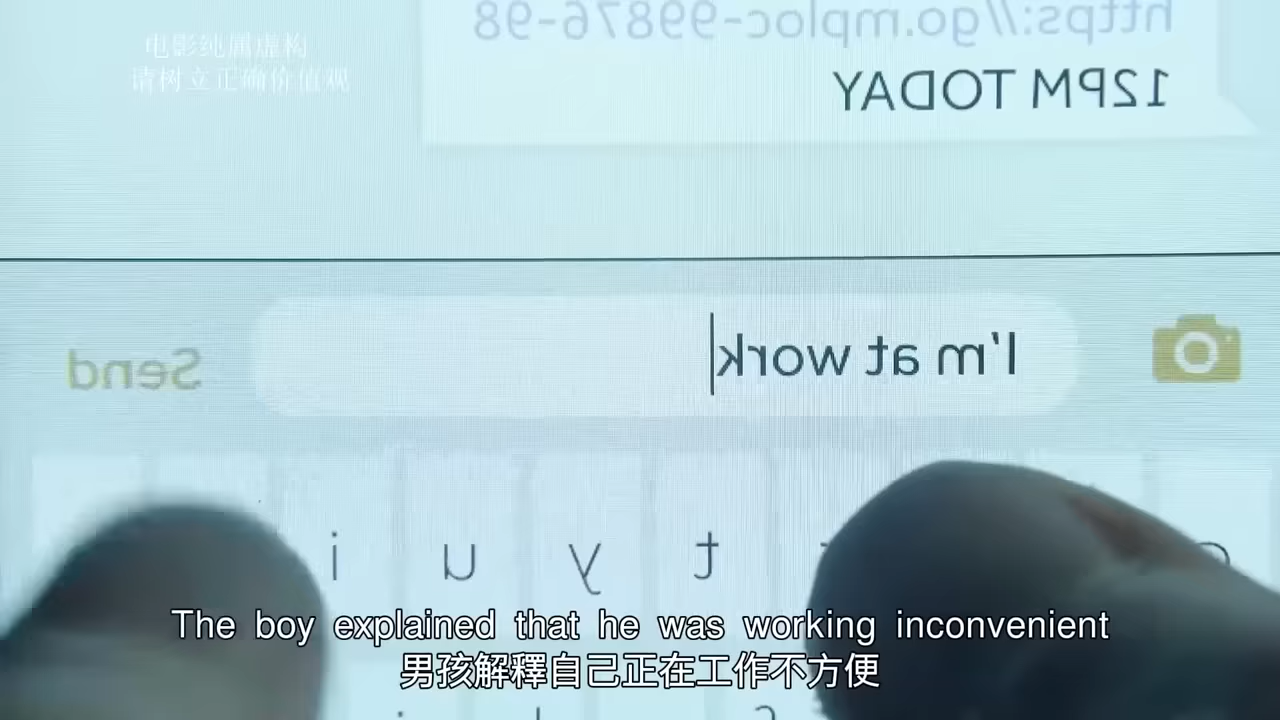 电影纯属虚构
请树立正确价值观
https://go.mploc-99876-98
12PM TODAY
I'm at work
Send
t y u i
The boy explained that he was working inconvenient
男孩解釋自己正在工作不方便